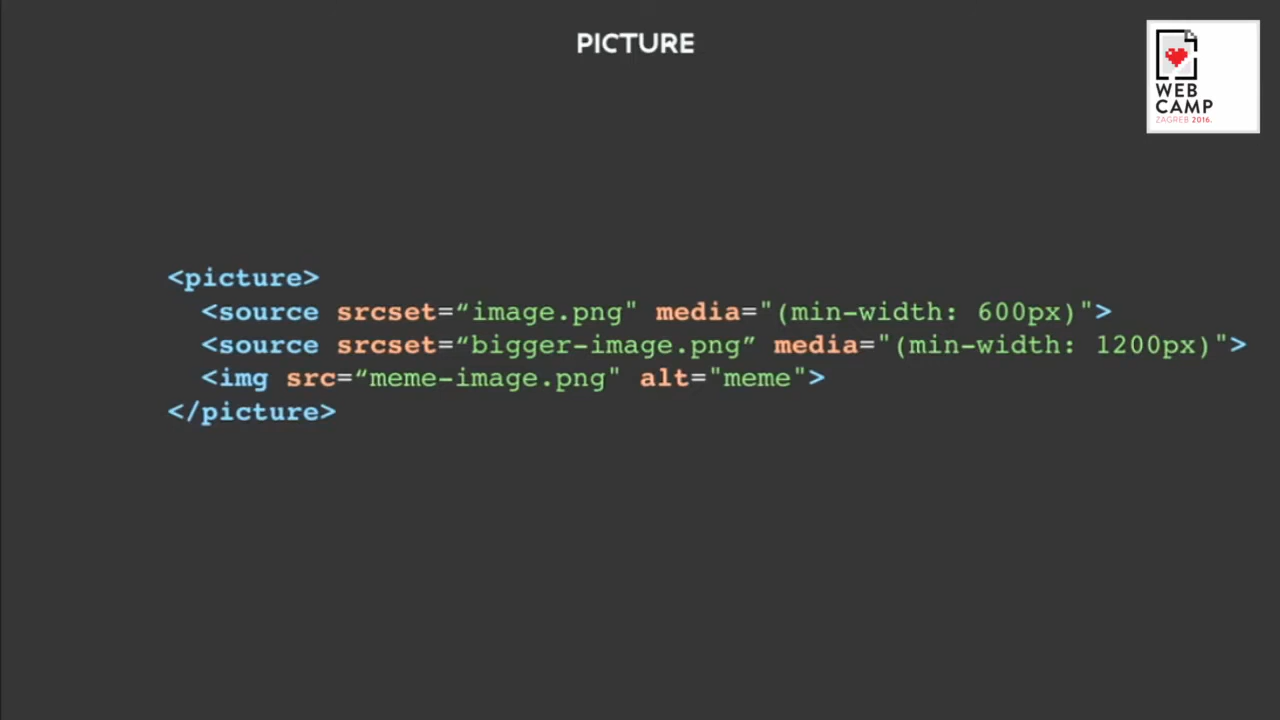 PICTURE
WEB
CAMP
ZAGREB 2016.
<picture>
<source srcset=“image.png" media="(min-width: 600px)">
<source srcset=“bigger-image.png” media="(min-width: 1200px)">
<img src=“meme-image.png" alt="meme">
</picture>